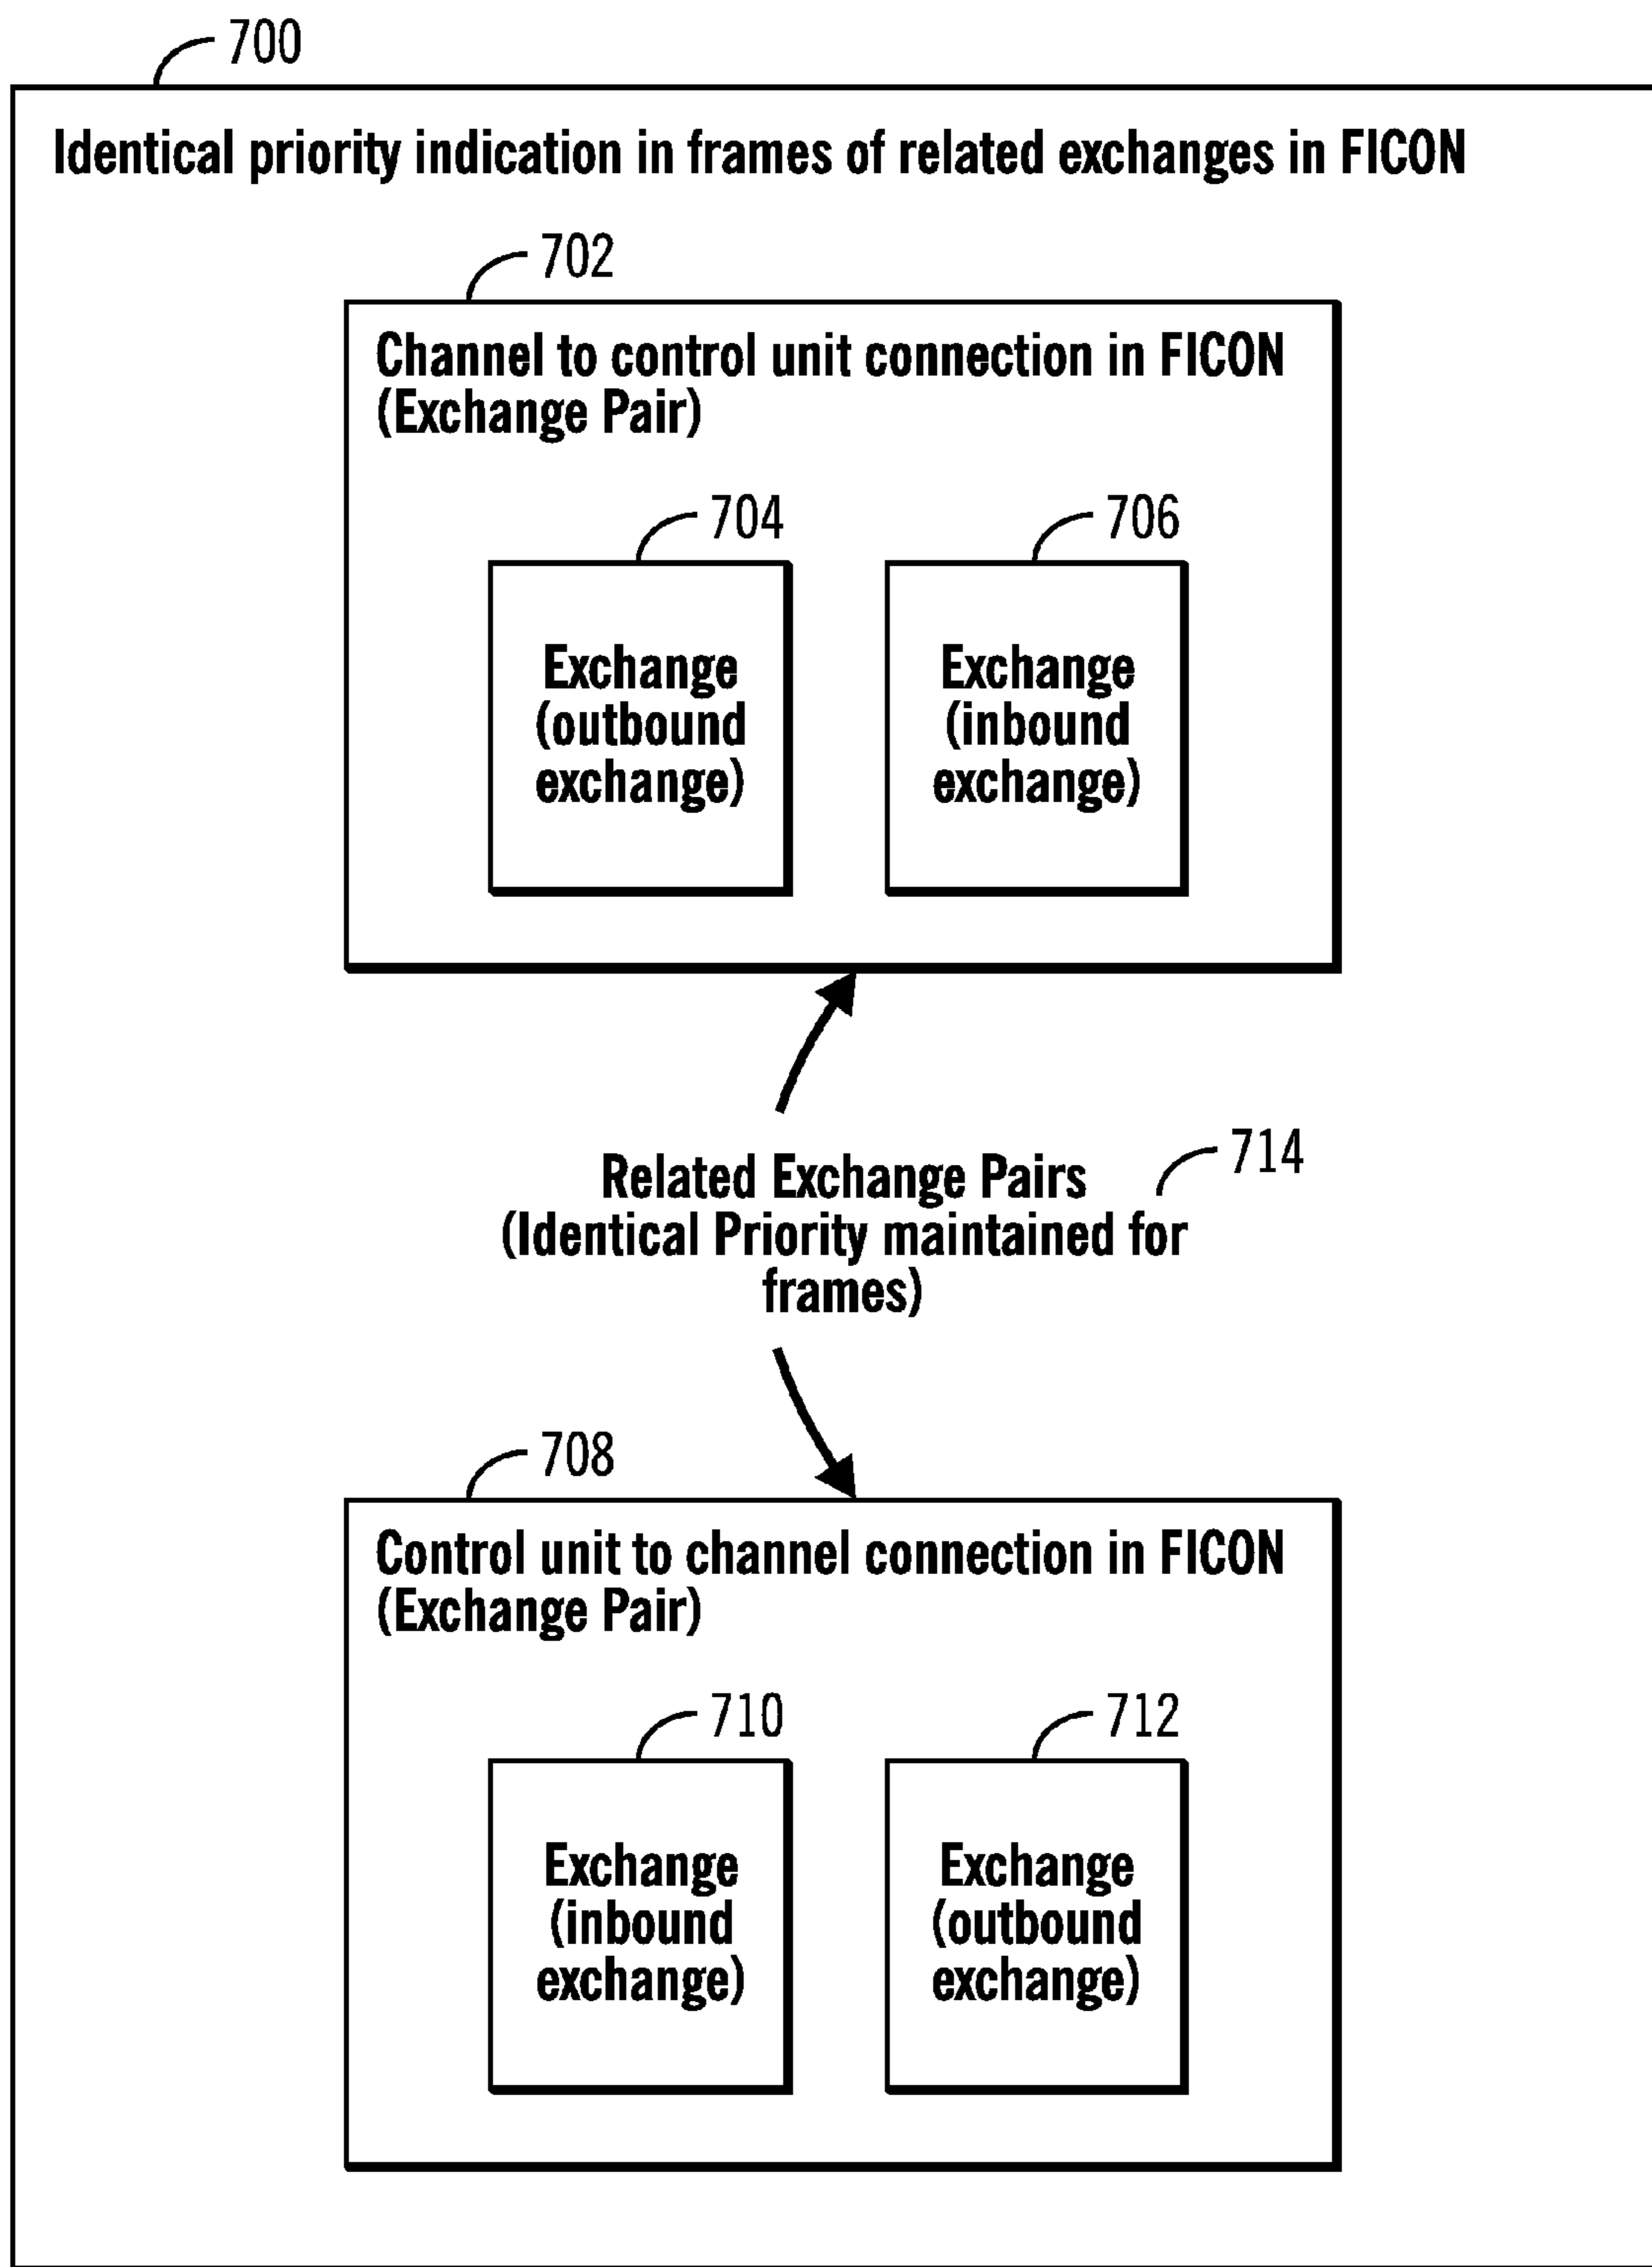 700
Identical priority indication in frames of related exchanges in FICON
702
Channel to control unit connection in FICON
(Exchange Pair)
704
Exchange
(outbound
exchange)
706
Exchange
(inbound
exchange)
714
Related Exchange Pairs
(Identical Priority maintained for
frames)
708
Control unit to channel connection in FICON
(Exchange Pair)
710
Exchange
(inbound
exchange)
712
Exchange
(outbound
exchange)